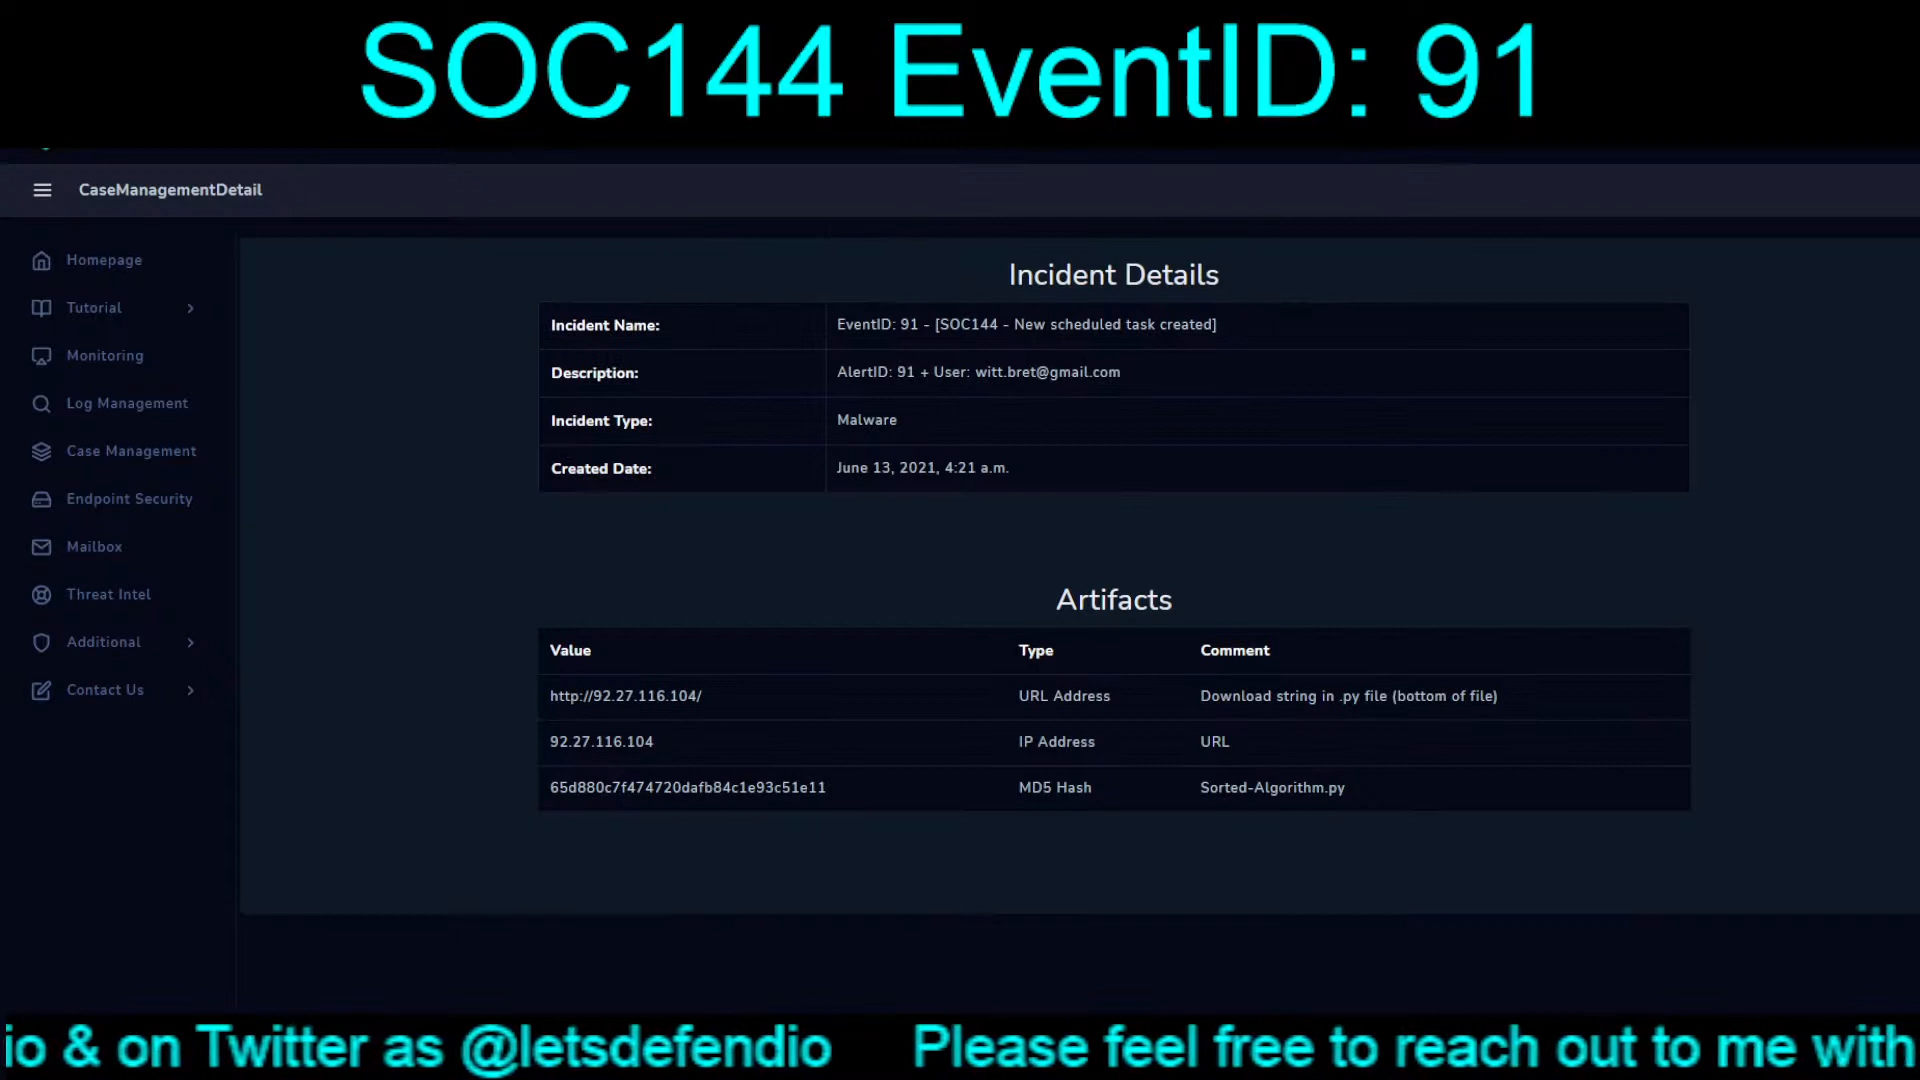 SOC144 EventID: 91
CaseManagementDetail
Homepage
Tutorial
Monitoring
Log Management
Case Management
Endpoint Security
Mailbox
Threat Intel
Additional
Contact Us
Incident Details
Incident Name: EventID: 91 - [SOC144 - New scheduled task created]
Description: AlertID: 91 + User: witt.bret@gmail.com
Incident Type: Malware
Created Date: June 13, 2021, 4:21 a.m.
Artifacts
Value Type Comment
http://92.27.116.104/ URL Address Download string in .py file (bottom of file)
92.27.116.104 IP Address URL
65d880c7f474720dafb84c1e93c51e11 MD5 Hash Sorted-Algorithm.py
io & on Twitter as @letsdefendio Please feel free to reach out to me with